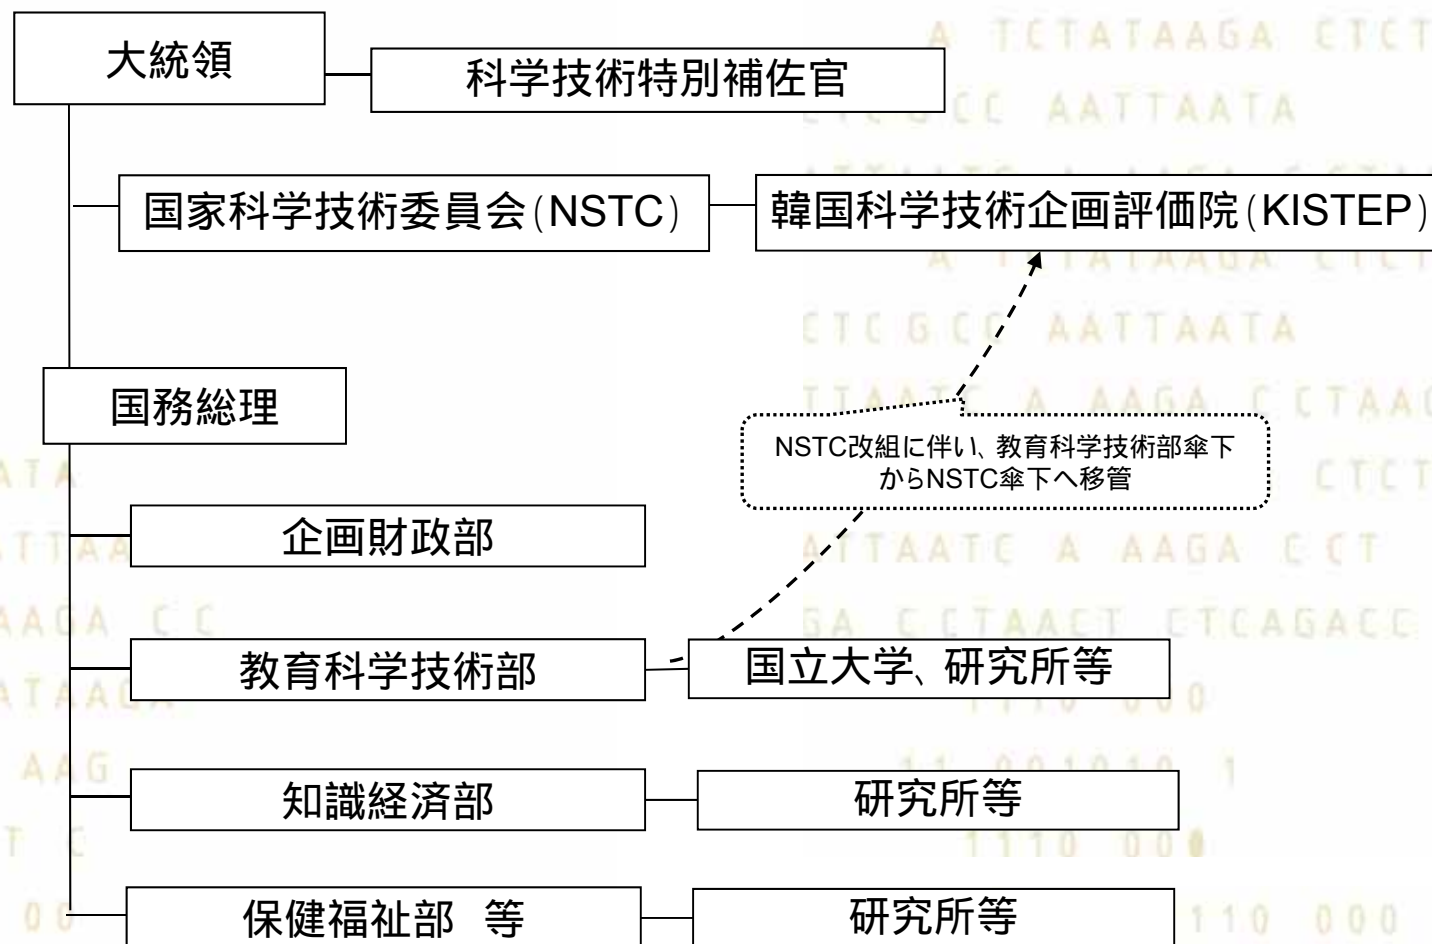 大統領
科学技術特別補佐官
国家科学技術委員会(NSTC)
韓国科学技術企画評価院(KISTEP)
国務総理
NSTC改組に伴い、教育科学技術部傘下
からNSTC傘下へ移管
企画財政部
教育科学技術部
国立大学、研究所等
知識経済部
研究所等
保健福祉部 等
研究所等